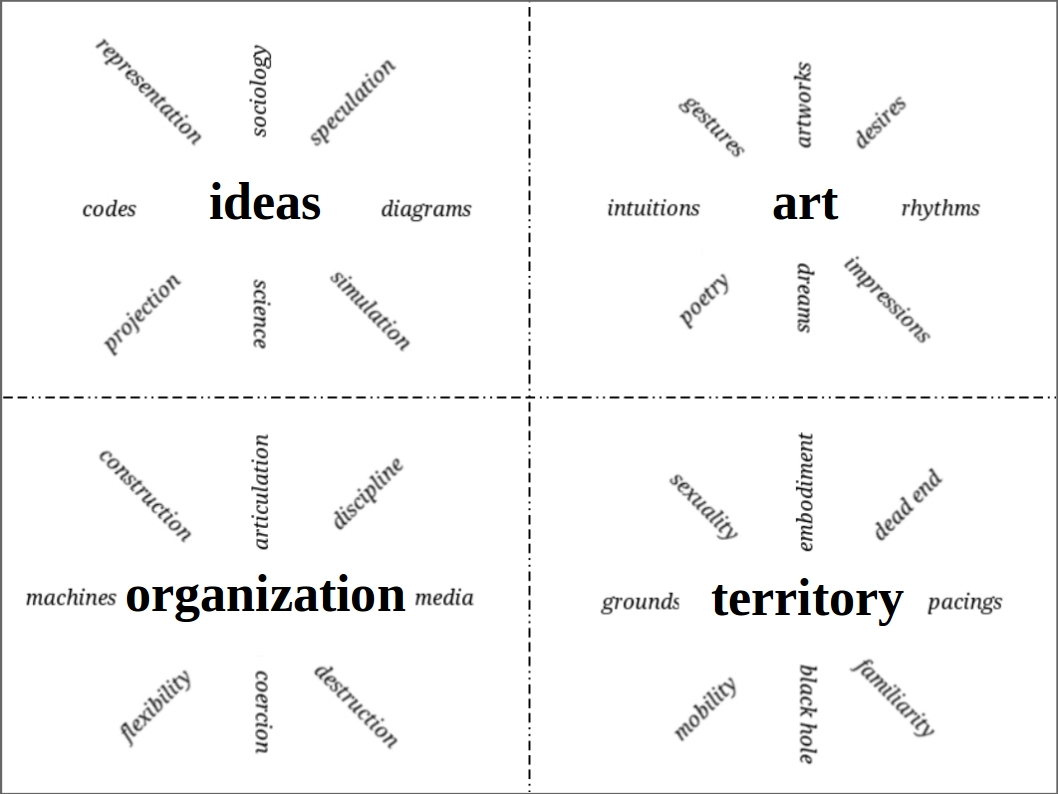 representation
sociology
speculation
codes
ideas
diagrams
projection
science
simulation
gestures
artworks
desires
intuitions
art
rhythms
poetry
dreams
impressions
construction
articulation
discipline
machines
organization
media
flexibility
coercion
destruction
sexuality
embodiment
dead end
grounds
territory
pacings
mobility
black hole
familiarity